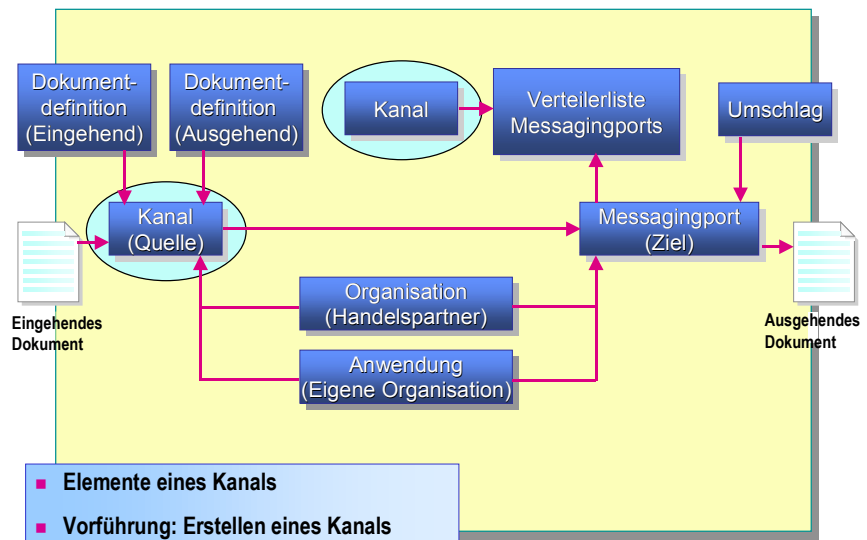 Dokument-
definition
(Eingehend)
Dokument-
definition
(Ausgehend)
Kanal
Verteilerliste
Messagingports
Umschlag
Kanal
(Quelle)
Messagingport
(Ziel)
Eingehendes
Dokument
Organisation
(Handelspartner)
Ausgehendes
Dokument
Anwendung
(Eigene Organisation)
Elemente eines Kanals
Vorführung: Erstellen eines Kanals